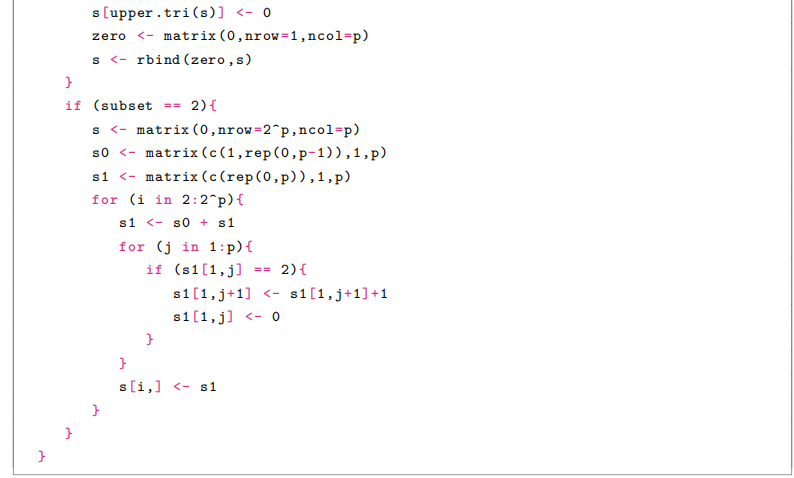 s[upper.tri(s)] <- 0
zero <- matrix(0,nrow=1,ncol=p)
s <- rbind(zero,s)
}
if (subset == 2){
s <- matrix(0,nrow=2^p,ncol=p)
s0 <- matrix(c(1,rep(0,p-1)),1,p)
s1 <- matrix(c(rep(0,p)),1,p)
for (i in 2:2^p){
s1 <- s0 + s1
for (j in 1:p){
if (s1[1,j] == 2){
s1[1,j+1] <- s1[1,j+1]+1
s1[1,j] <- 0
}
}
s[i,] <- s1
}
}
}